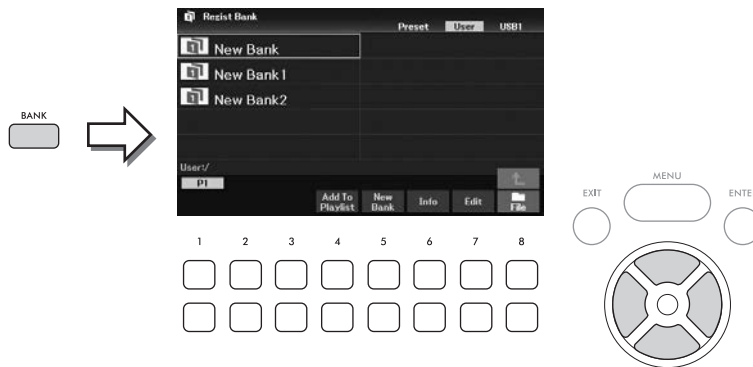 Regist Bank
Preset User USB1
New Bank
New Bank1
New Bank2
BANK
User:/
P1
Add To Playlist New Bank Info Edit File
EXIT MENU ENTE
1 2 3 4 5 6 7 8